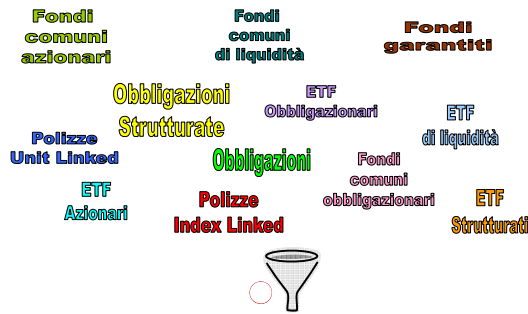 Fondi
comuni
azionari
Fondi
comuni
di liquidità
Fondi
garantiti
Obbligazioni
Strutturate
ETF
Obbligazionari
ETF
di liquidità
Polizze
Unit Linked
Obbligazioni
Fondi
comuni
obbligazionari
ETF
Azionari
Polizze
Index Linked
ETF
Strutturati